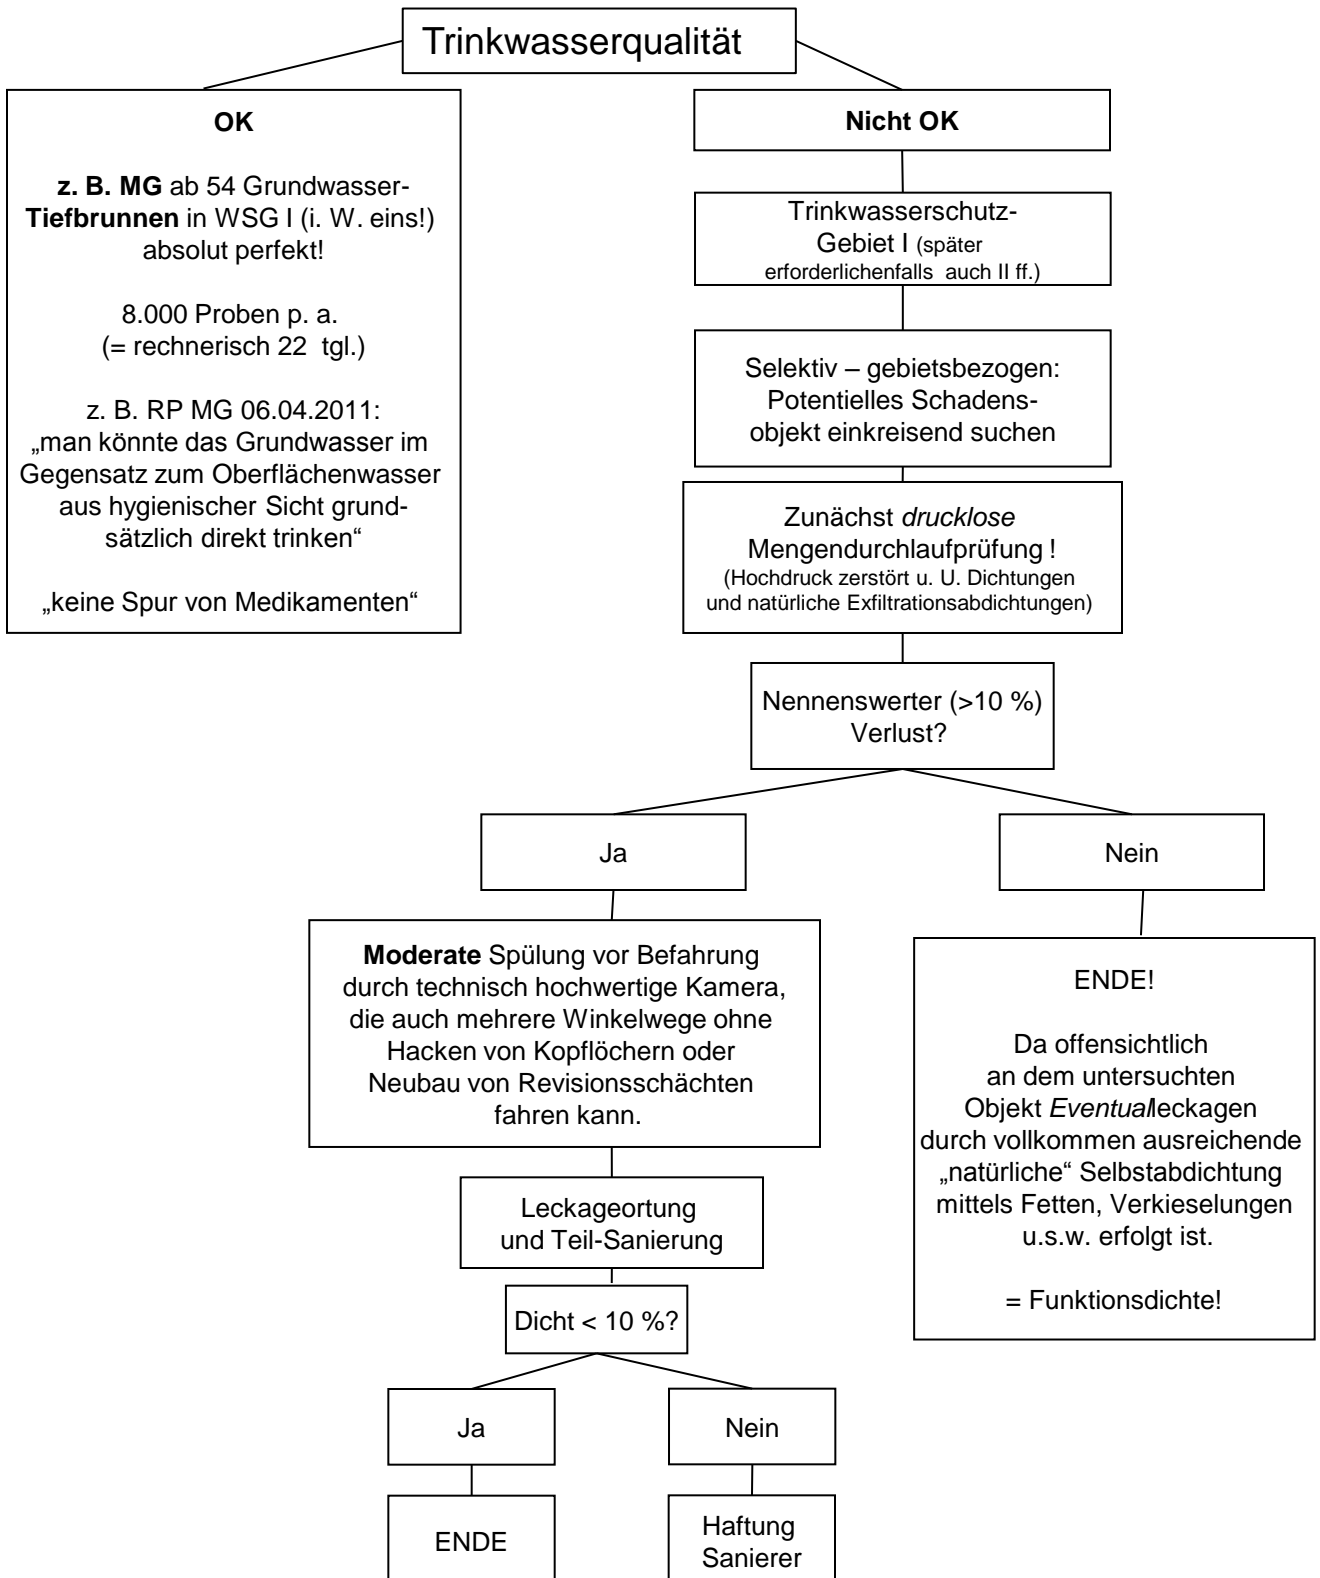 Trinkwasserqualität
OK
z. B. MG ab 54 Grundwasser-
Tiefbrunnen in WSG I (i. W. eins!)
absolut perfekt!
8.000 Proben p. a.
(= rechnerisch 22 tgl.)
z. B. RP MG 06.04.2011:
„man könnte das Grundwasser im
Gegensatz zum Oberflächenwasser
aus hygienischer Sicht grund-
sätzlich direkt trinken“
„keine Spur von Medikamenten“
Nicht OK
Trinkwasserschutz-
Gebiet I (später
erforderlichenfalls auch II ff.)
Selektiv – gebietsbezogen:
Potentielles Schadens-
objekt einkreisend suchen
Zunächst drucklose
Mengendurchlaufprüfung !
(Hochdruck zerstört u. U. Dichtungen
und natürliche Exfiltrationsabdichtungen)
Nennenswerter (>10 %)
Verlust?
Ja
Moderate Spülung vor Befahrung
durch technisch hochwertige Kamera,
die auch mehrere Winkelwege ohne
Hacken von Kopflöchern oder
Neubau von Revisionsschächten
fahren kann.
Leckageortung
und Teil-Sanierung
Dicht < 10 %?
Ja
ENDE
Nein
Haftung
Sanierer
Nein
ENDE!
Da offensichtlich
an dem untersuchten
Objekt Eventualleckagen
durch vollkommen ausreichende
„natürliche“ Selbstabdichtung
mittels Fetten, Verkieselungen
u.s.w. erfolgt ist.
= Funktionsdichte!